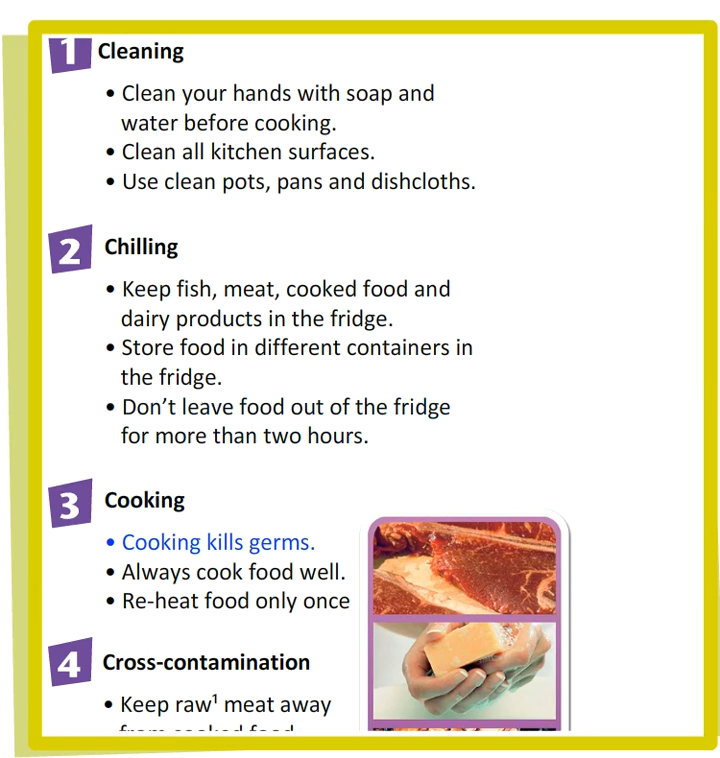 1 Cleaning
• Clean your hands with soap and
water before cooking.
• Clean all kitchen surfaces.
• Use clean pots, pans and dishcloths.
2 Chilling
• Keep fish, meat, cooked food and
dairy products in the fridge.
• Store food in different containers in
the fridge.
• Don't leave food out of the fridge
for more than two hours.
3 Cooking
• Cooking kills germs.
• Always cook food well.
• Re-heat food only once
4 Cross-contamination
• Keep raw¹ meat away
from cooked food